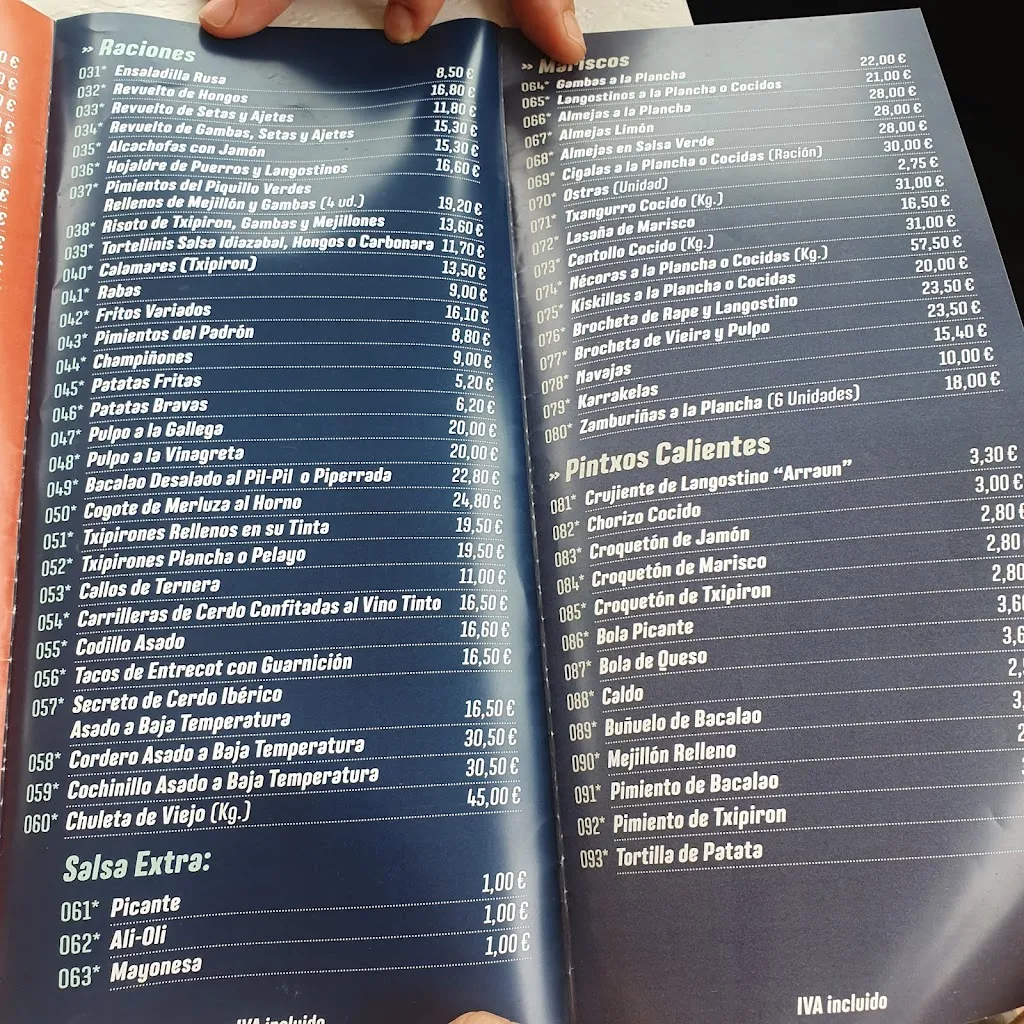 » Raciones
031* Ensaladilla Rusa 8,50 €
032* Revuelto de Hongos 16,80 €
033* Revuelto de Setas y Ajetes 11,80 €
034* Revuelto de Gambas, Setas y Ajetes 15,30 €
035* Alcachofas con Jamón 15,30 €
036* Hojaldre de Puerros y Langostinos 16,60 €
037* Pimientos del Piquillo Verdes
Rellenos de Mejillón y Gambas (4 ud.) 19,20 €
038* Risoto de Txipiron, Gambas y Mejillones 13,60 €
039* Tortellinis Salsa Idiazabal, Hongos o Carbonara 11,70 €
040* Calamares (Txipiron) 13,50 €
041* Rabas 9,00 €
042* Fritos Variados 16,10 €
043* Pimientos del Padrón 8,80 €
044* Champiñones 9,00 €
045* Patatas Fritas 5,20 €
046* Patatas Bravas 6,20 €
047* Pulpo a la Gallega 20,00 €
048* Pulpo a la Vinagreta 20,00 €
049* Bacalao Desalado al Pil-Pil o Piperrada 22,80 €
050* Cogote de Merluza al Horno 24,80 €
051* Txipirones Rellenos en su Tinta 19,50 €
052* Txipirones Plancha o Pelayo 19,50 €
053* Callos de Ternera 11,00 €
054* Carrilleras de Cerdo Confitadas al Vino Tinto 16,50 €
055* Codillo Asado 16,60 €
056* Tacos de Entrecot con Guarnición 16,50 €
057* Secreto de Cerdo Ibérico
Asado a Baja Temperatura 16,50 €
058* Cordero Asado a Baja Temperatura 30,50 €
059* Cochinillo Asado a Baja Temperatura 30,50 €
060* Chuleta de Viejo (Kg.) 45,00 €
Salsa Extra:
061* Picante 1,00 €
062* Ali-Oli 1,00 €
063* Mayonesa 1,00 €
IVA incluido
» Mariscos
064* Gambas a la Plancha 22,00 €
065* Langostinos a la Plancha o Cocidos 21,00 €
066* Almejas a la Plancha 28,00 €
067* Almejas Limón 28,00 €
068* Almejas en Salsa Verde 28,00 €
069* Cigalas a la Plancha o Cocidas (Ración) 30,00 €
070* Ostras (Unidad) 2,75 €
071* Txangurro Cocido (Kg.) 31,00 €
072* Lasaña de Marisco 16,50 €
073* Centollo Cocido (Kg.) 31,00 €
074* Nécoras a la Plancha o Cocidas (Kg.) 57,50 €
075* Kiskillas a la Plancha o Cocidas 20,00 €
076* Brocheta de Rape y Langostino 23,50 €
077* Brocheta de Vieira y Pulpo 23,50 €
078* Navajas 15,40 €
079* Karrakelas 10,00 €
080* Zamburiñas a la Plancha (6 Unidades) 18,00 €
» Pintxos Calientes
081* Crujiente de Langostino "Arraun" 3,30 €
082* Chorizo Cocido 3,00 €
083* Croquetón de Jamón 2,80 €
084* Croquetón de Marisco 2,80
085* Croquetón de Txipiron 2,80
086* Bola Picante
087* Bola de Queso
088* Caldo
089* Buñuelo de Bacalao
090* Mejillón Relleno
091* Pimiento de Bacalao
092* Pimiento de Txipiron
093* Tortilla de Patata
IVA incluido